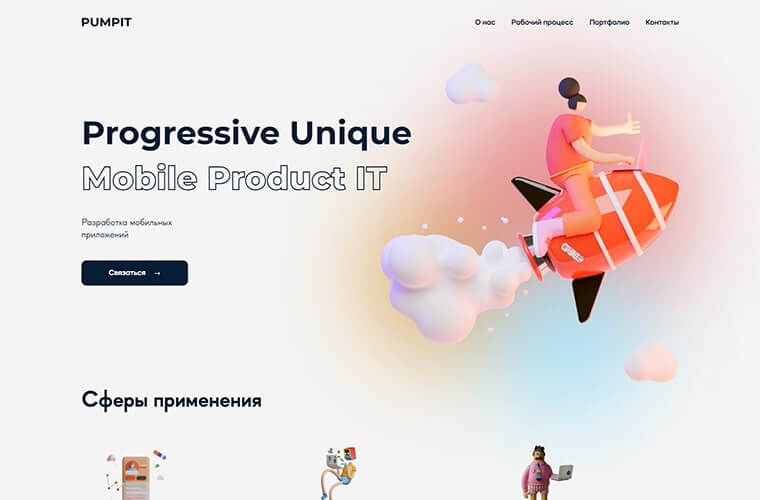 PUMPIT
О нас Рабочий процесс Портфолио Контакты
Progressive Unique
Mobile Product IT
Разработка мобильных
приложений
Связаться →
Сферы применения